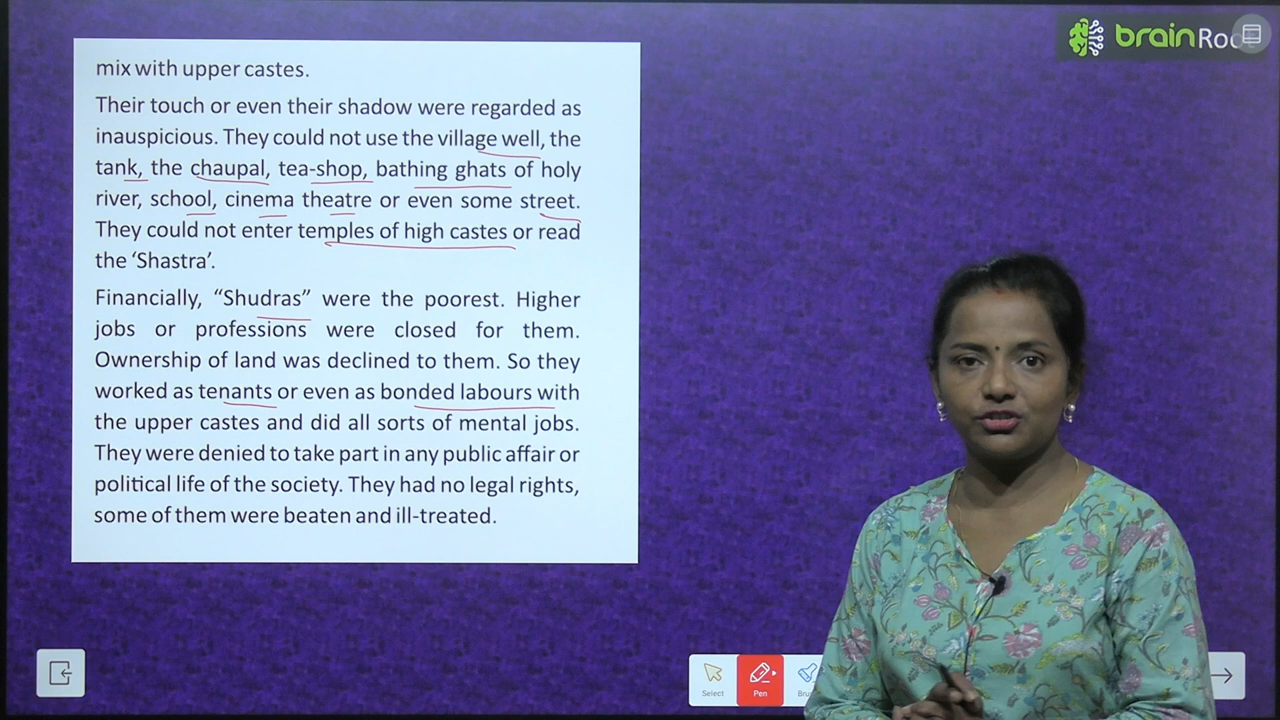 brainRoot
mix with upper castes.
Their touch or even their shadow were regarded as
inauspicious. They could not use the village well, the
tank, the chaupal, tea-shop, bathing ghats of holy
river, school, cinema theatre or even some street.
They could not enter temples of high castes or read
the ‘Shastra’.
Financially, “Shudras” were the poorest. Higher
jobs or professions were closed for them.
Ownership of land was declined to them. So they
worked as tenants or even as bonded labours with
the upper castes and did all sorts of mental jobs.
They were denied to take part in any public affair or
political life of the society. They had no legal rights,
some of them were beaten and ill-treated.
Select Pen